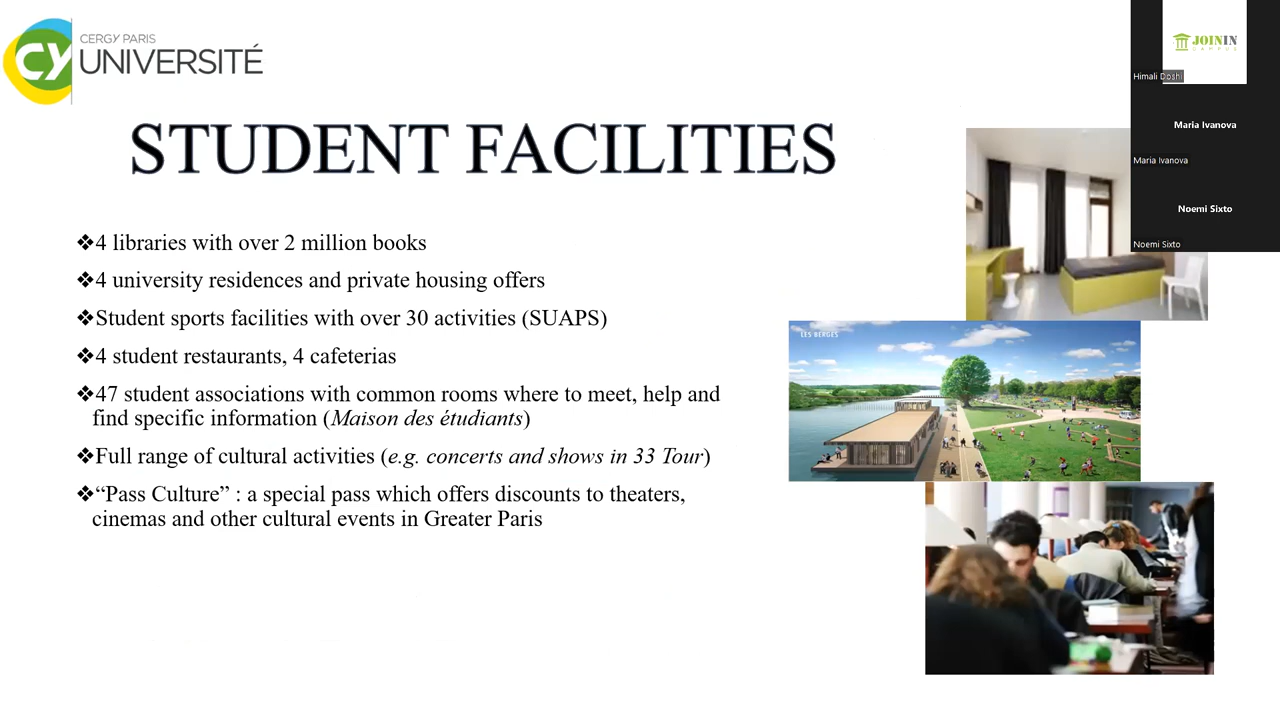 CERGY PARIS
UNIVERSITÉ
CY
STUDENT FACILITIES
❖4 libraries with over 2 million books
❖4 university residences and private housing offers
❖Student sports facilities with over 30 activities (SUAPS)
❖4 student restaurants, 4 cafeterias
❖47 student associations with common rooms where to meet, help and
find specific information (Maison des étudiants)
❖Full range of cultural activities (e.g. concerts and shows in 33 Tour)
❖“Pass Culture” : a special pass which offers discounts to theaters,
cinemas and other cultural events in Greater Paris
LES BERGES
JOININ
CAMPUS
Himali Doshi
Maria Ivanova
Maria Ivanova
Noemi Sixto
Noemi Sixto